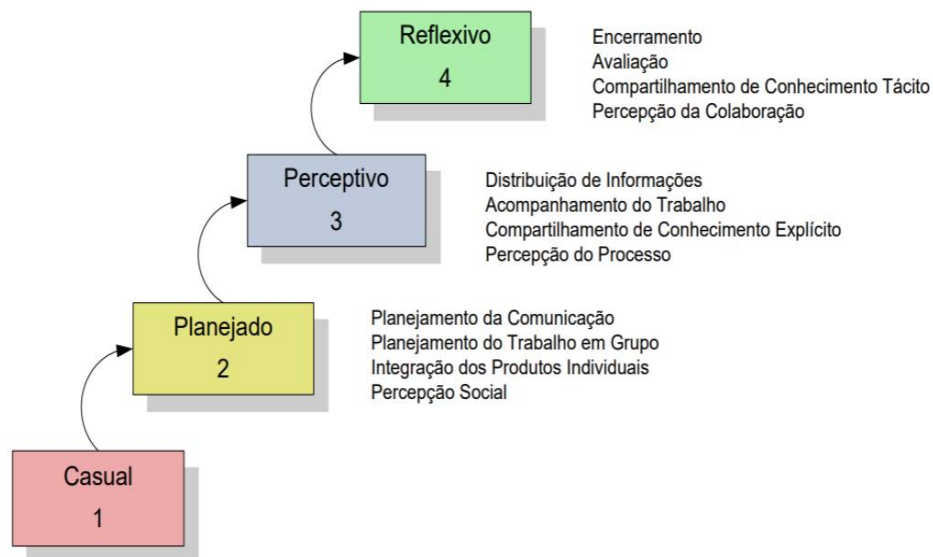 Reflexivo
4
Encerramento
Avaliação
Compartilhamento de Conhecimento Tácito
Percepção da Colaboração
Perceptivo
3
Distribuição de Informações
Acompanhamento do Trabalho
Compartilhamento de Conhecimento Explícito
Percepção do Processo
Planejado
2
Planejamento da Comunicação
Planejamento do Trabalho em Grupo
Integração dos Produtos Individuais
Percepção Social
Casual
1